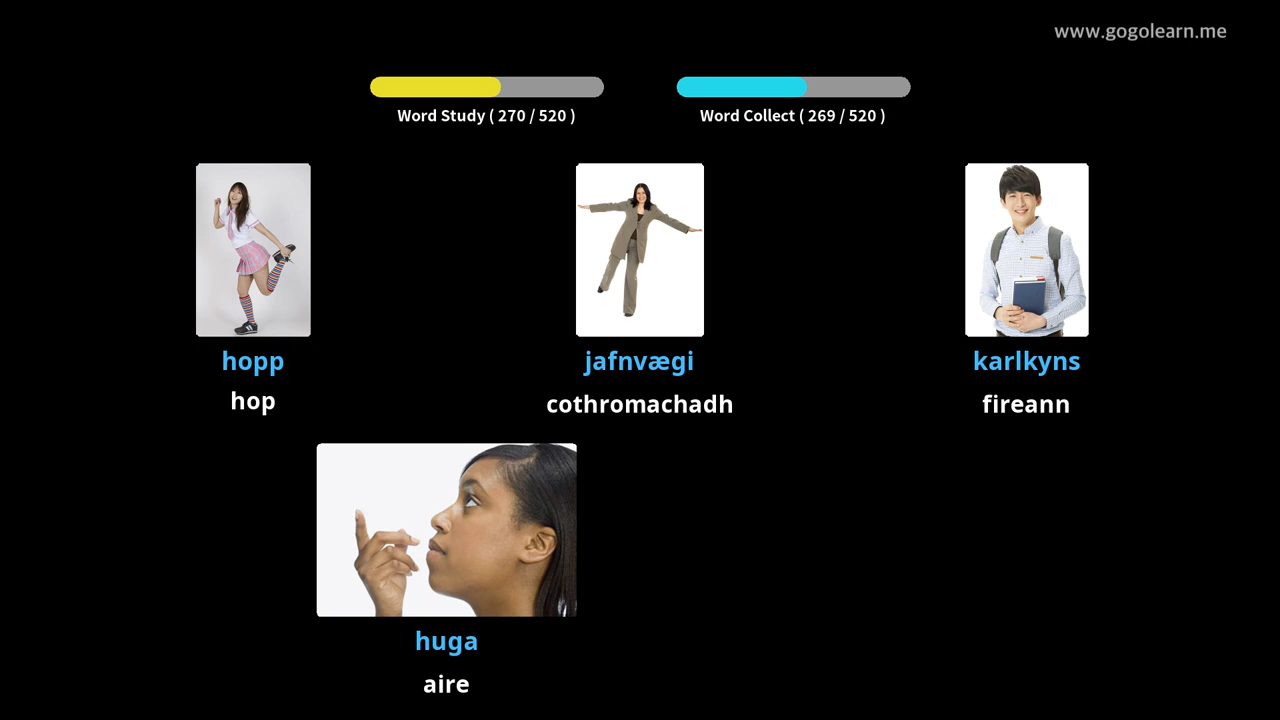 www.gogolearn.me
Word Study ( 270 / 520 )
Word Collect ( 269 / 520 )
hopp
hop
jafnvægi
cothromachadh
karlkyns
fireann
huga
aire